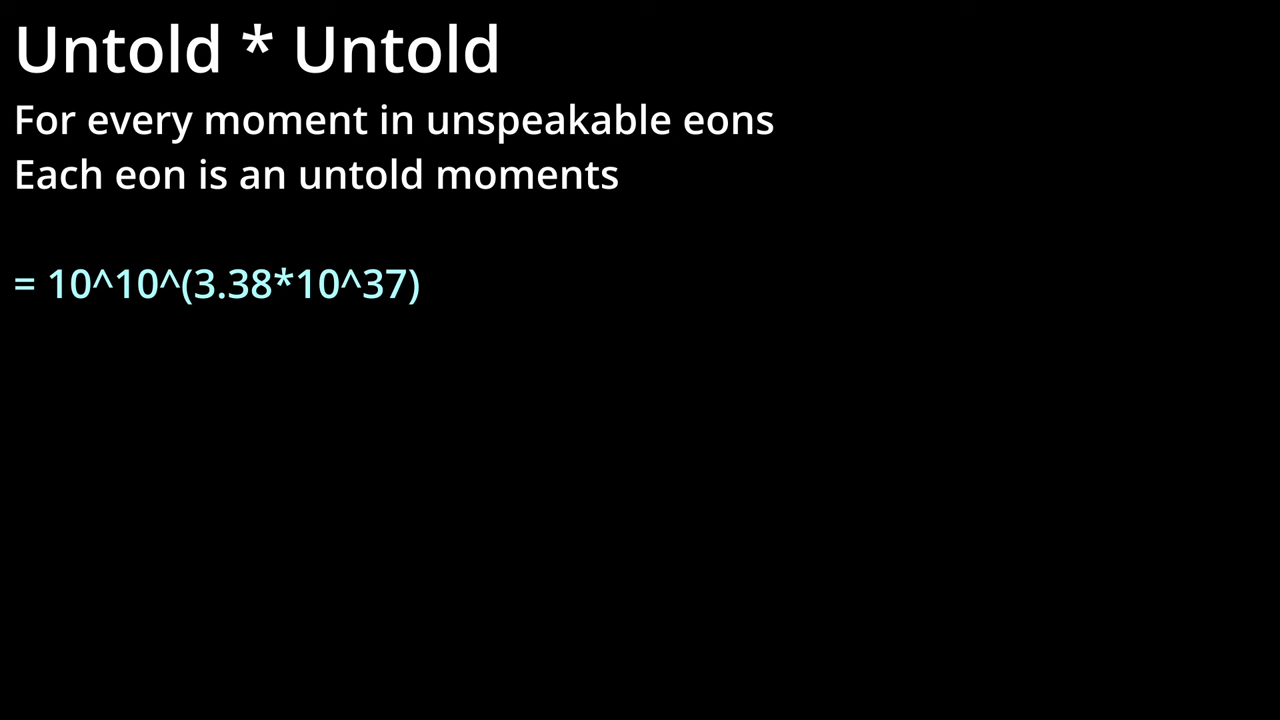 Untold * Untold
For every moment in unspeakable eons
Each eon is an untold moments
= 10^10^(3.38*10^37)